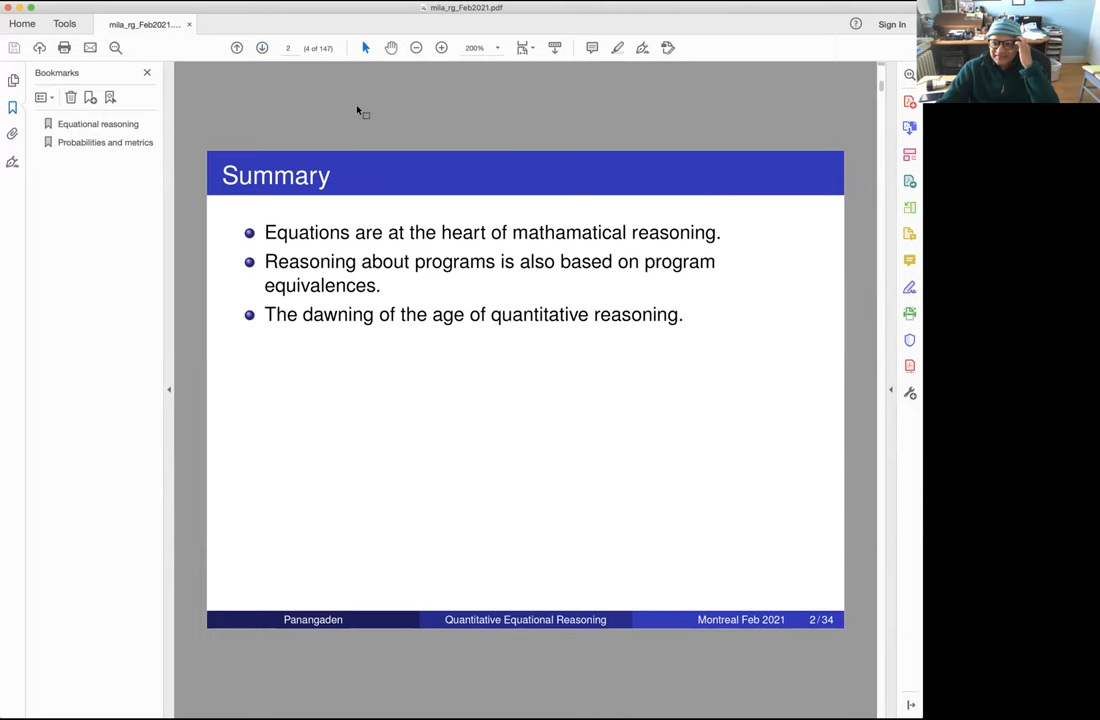 mila_rg_Feb2021.pdf
Home Tools mila_rg_Feb2021.... × Sign In
2 (4 of 147) 200%
Bookmarks
Equational reasoning
Probabilities and metrics
Summary
Equations are at the heart of mathamatical reasoning.
Reasoning about programs is also based on program
equivalences.
The dawning of the age of quantitative reasoning.
Panangaden Quantitative Equational Reasoning Montreal Feb 2021 2/34